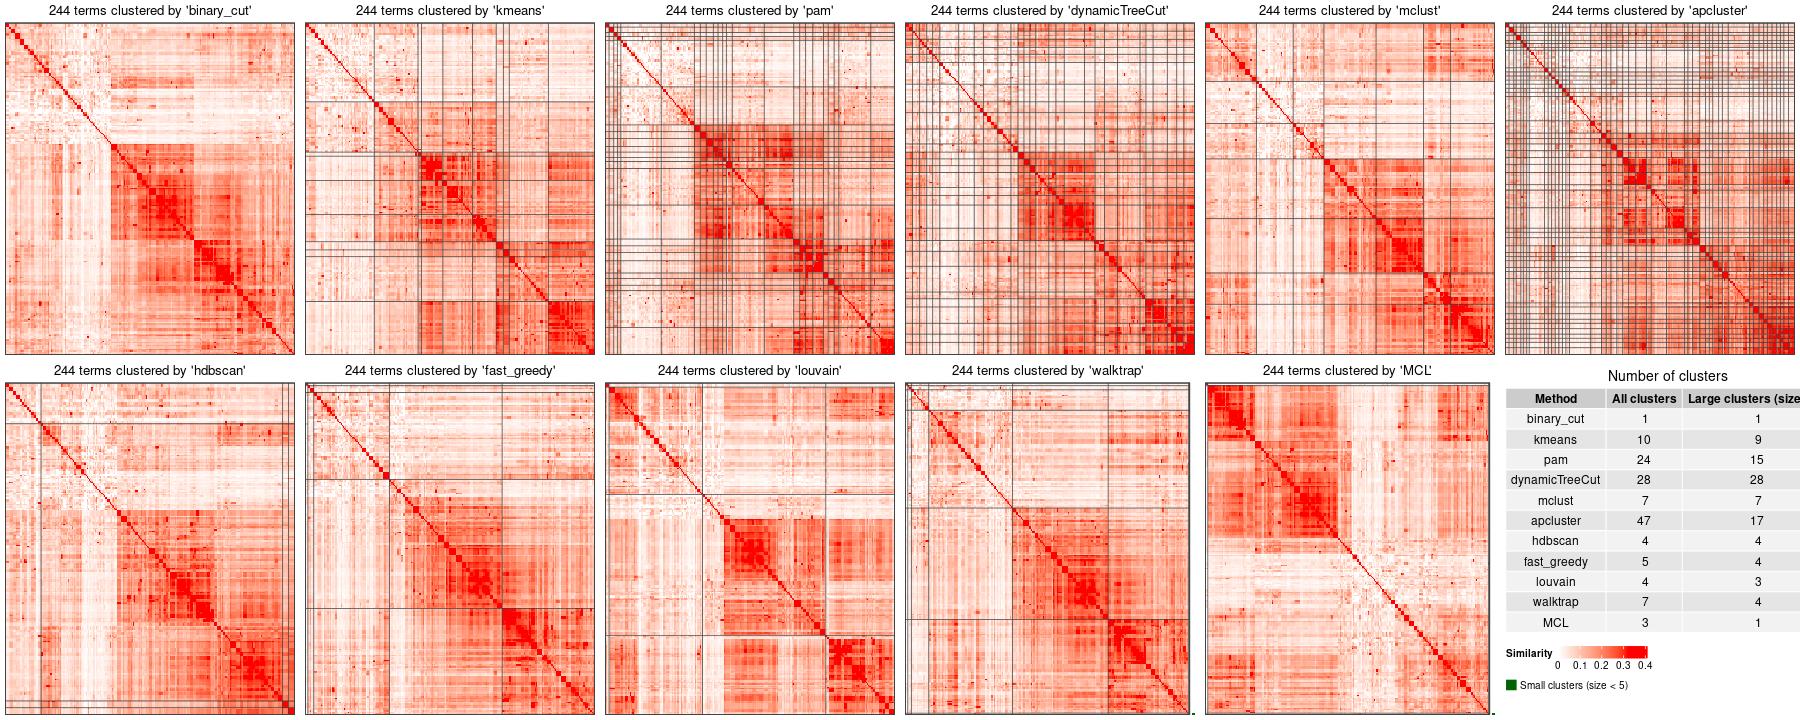 244 terms clustered by 'binary_cut'
244 terms clustered by 'kmeans'
244 terms clustered by 'pam'
244 terms clustered by 'dynamicTreeCut'
244 terms clustered by 'mclust'
244 terms clustered by 'apcluster'
244 terms clustered by 'hdbscan'
244 terms clustered by 'fast_greedy'
244 terms clustered by 'louvain'
244 terms clustered by 'walktrap'
244 terms clustered by 'MCL'
Number of clusters
Method All clusters Large clusters (size
binary_cut 1 1
kmeans 10 9
pam 24 15
dynamicTreeCut 28 28
mclust 7 7
apcluster 47 17
hdbscan 4 4
fast_greedy 5 4
louvain 4 3
walktrap 7 4
MCL 3 1
Similarity
0 0.1 0.2 0.3 0.4
Small clusters (size < 5)